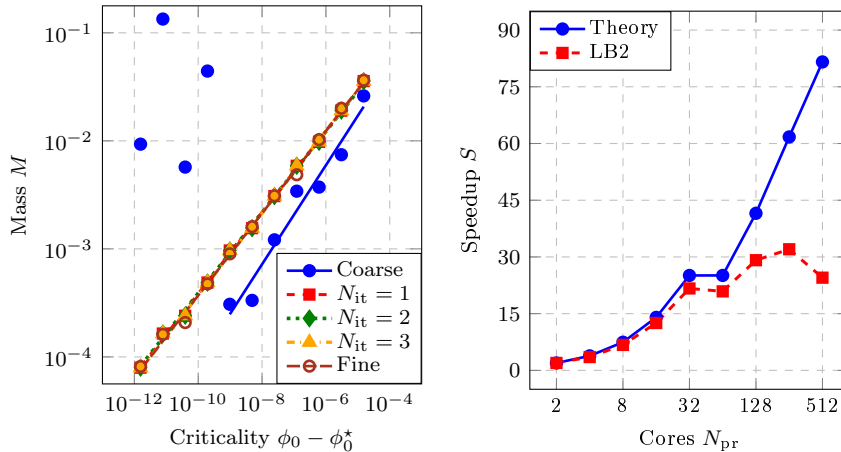 10⁻¹
10⁻²
10⁻³
10⁻⁴
Mass M
10⁻¹² 10⁻¹⁰ 10⁻⁸ 10⁻⁶ 10⁻⁴
Criticality ϕ₀ − ϕ₀⋆
Coarse
N_it = 1
N_it = 2
N_it = 3
Fine
90
75
60
45
30
15
0
Speedup S
2 8 32 128 512
Cores N_pr
Theory
LB2